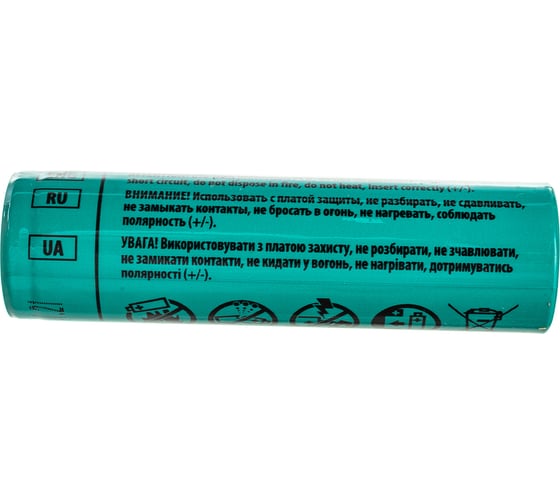 short circuit, do not dispose in fire, do not heat, insert correctly (+/-).
RU
ВНИМАНИЕ! Использовать с платой защиты, не разбирать, не сдавливать,
не замыкать контакты, не бросать в огонь, не нагревать, соблюдать
полярность (+/-).
UA
УВАГА! Використовувати з платою захисту, не розбирати, не зчавлювати,
не замикати контакти, не кидати у вогонь, не нагрівати, дотримуватись
полярності (+/-).